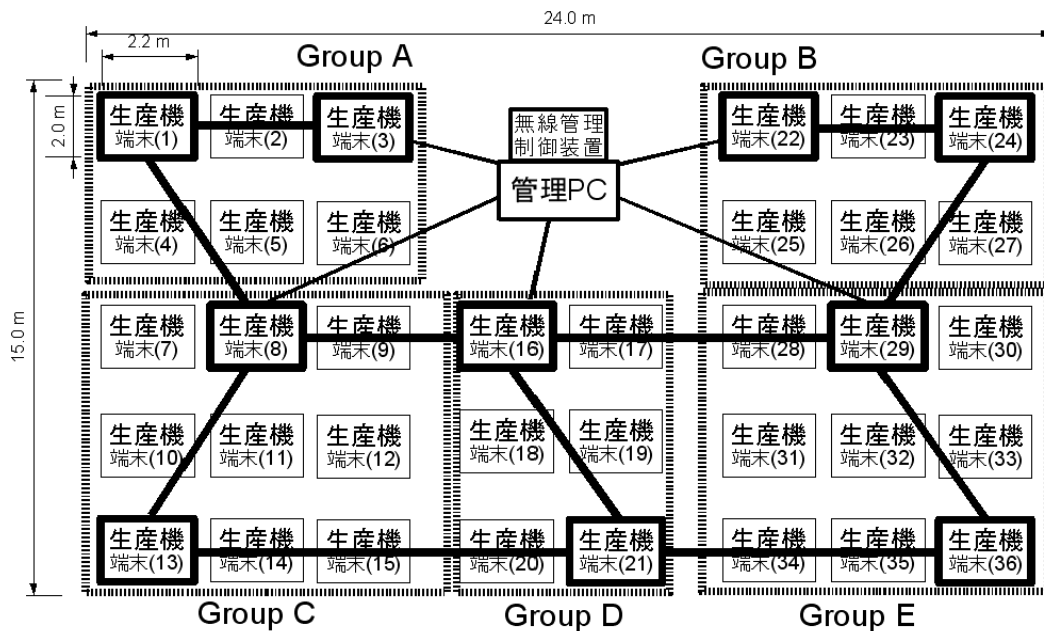 24.0 m
2.2 m
Group A
Group B
2.0 m
15.0 m
生産機
端末(1)
生産機
端末(2)
生産機
端末(3)
無線管理
制御装置
管理PC
生産機
端末(22)
生産機
端末(23)
生産機
端末(24)
生産機
端末(4)
生産機
端末(5)
生産機
端末(6)
生産機
端末(25)
生産機
端末(26)
生産機
端末(27)
生産機
端末(7)
生産機
端末(8)
生産機
端末(9)
生産機
端末(16)
生産機
端末(17)
生産機
端末(28)
生産機
端末(29)
生産機
端末(30)
生産機
端末(10)
生産機
端末(11)
生産機
端末(12)
生産機
端末(18)
生産機
端末(19)
生産機
端末(31)
生産機
端末(32)
生産機
端末(33)
生産機
端末(13)
生産機
端末(14)
生産機
端末(15)
生産機
端末(20)
生産機
端末(21)
生産機
端末(34)
生産機
端末(35)
生産機
端末(36)
Group C
Group D
Group E